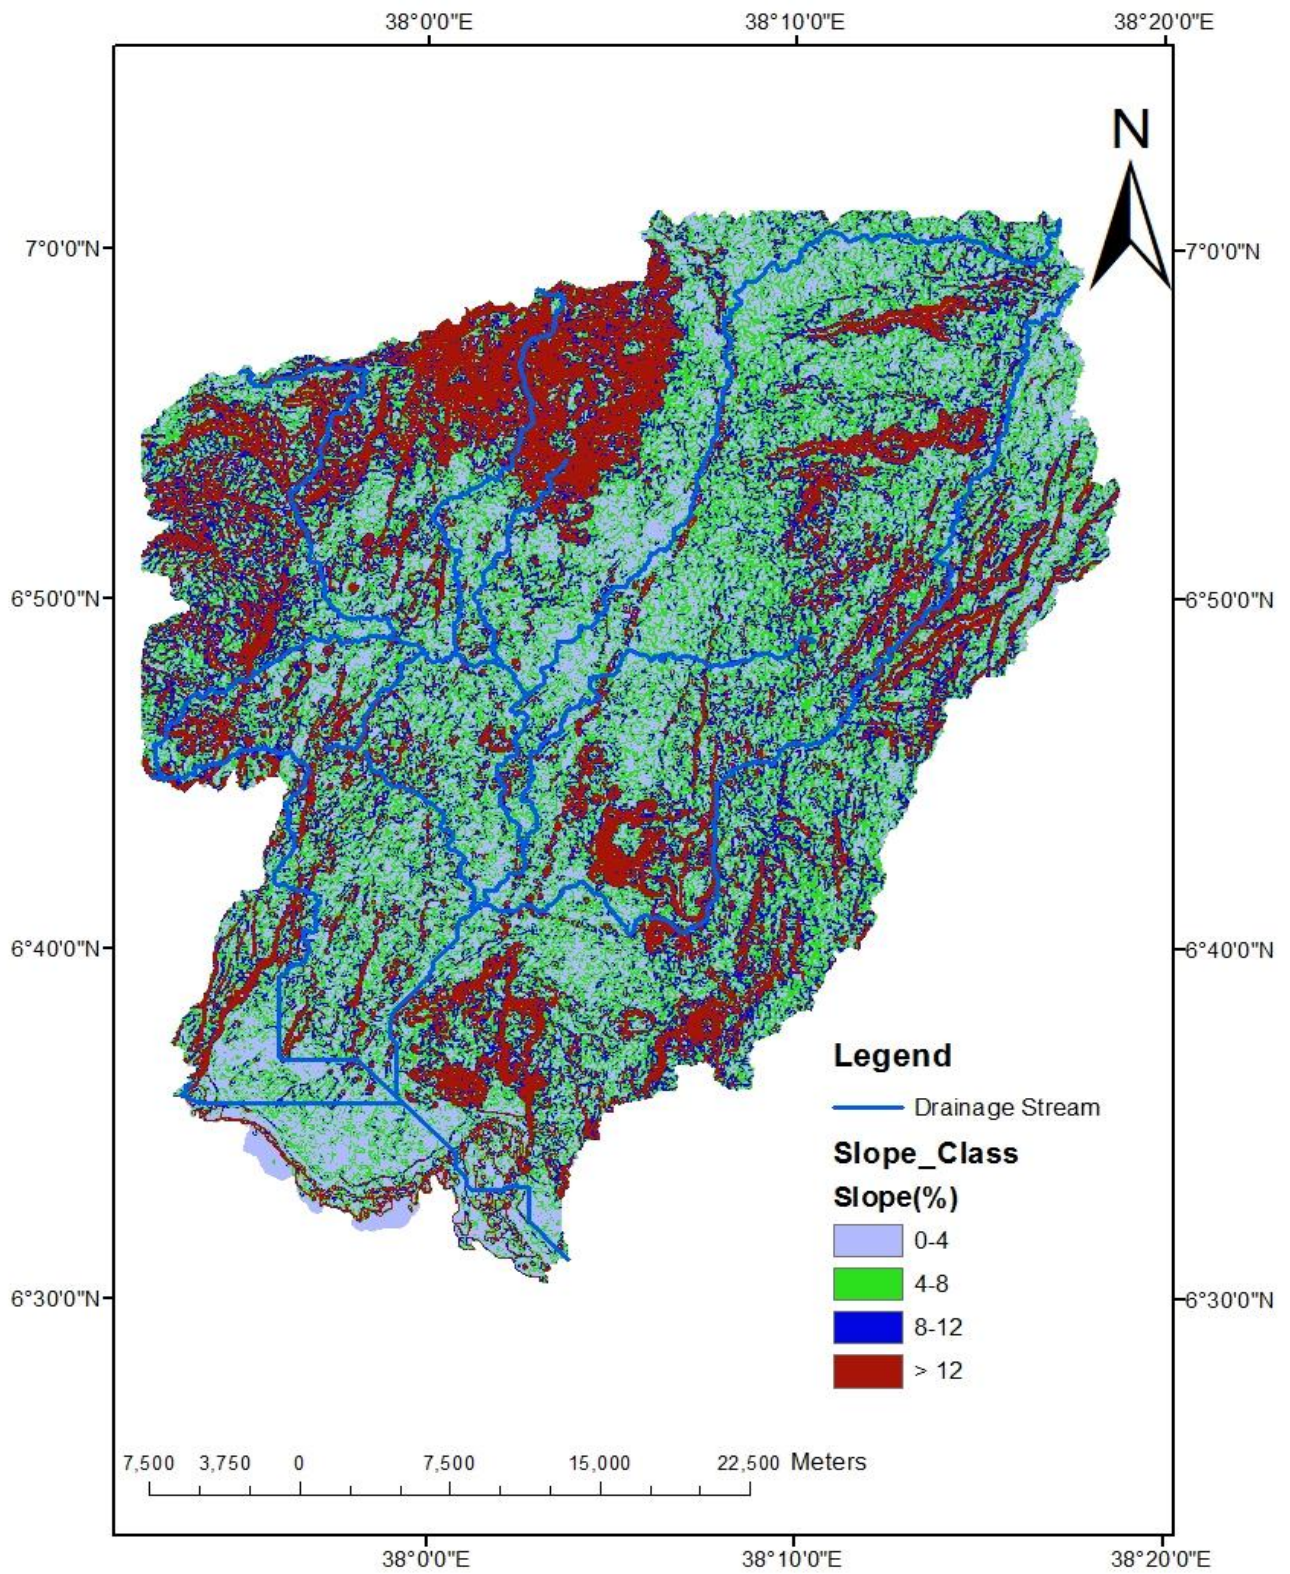 38°0'0"E 38°10'0"E 38°20'0"E
N
7°0'0"N 7°0'0"N
6°50'0"N 6°50'0"N
6°40'0"N 6°40'0"N
Legend
Drainage Stream
Slope_Class
Slope(%)
0-4
4-8
6°30'0"N 6°30'0"N
8-12
> 12
7,500 3,750 0 7,500 15,000 22,500 Meters
38°0'0"E 38°10'0"E 38°20'0"E